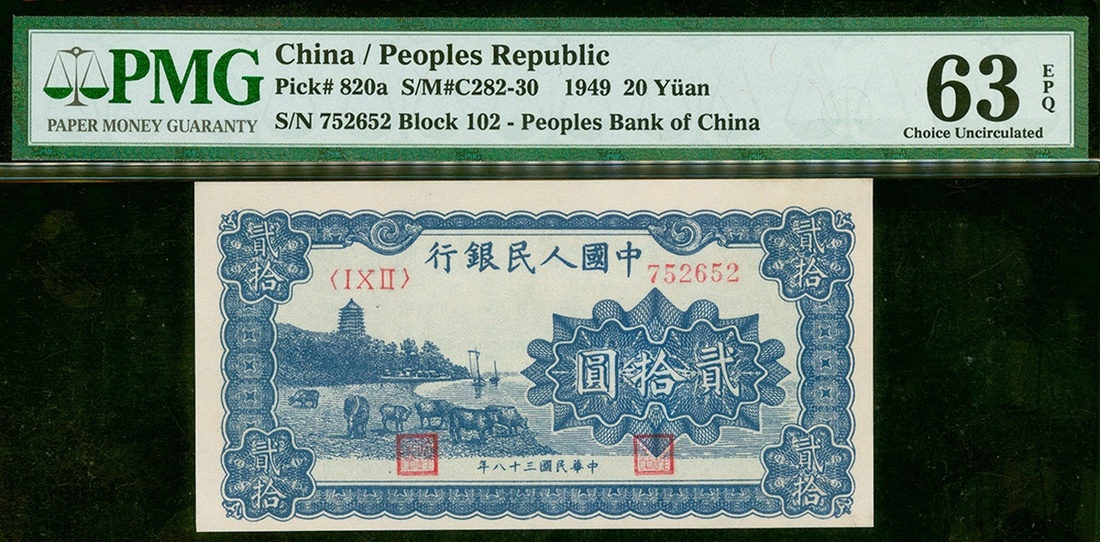 PMG
PAPER MONEY GUARANTY
China / Peoples Republic
Pick# 820a S/M#C282-30 1949 20 Yüan
S/N 752652 Block 102 - Peoples Bank of China
63
EPQ
Choice Uncirculated
行銀民人國中
〈IXII〉
752652
貳拾
貳拾
圓拾貳
貳拾
貳拾
年八十三國民華中